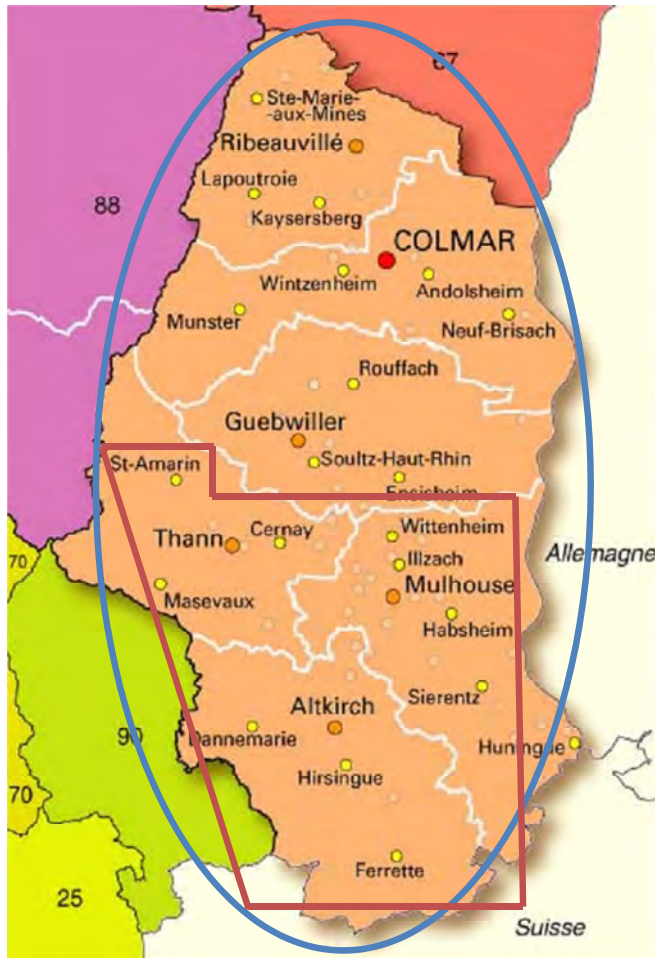 67
Ste-Marie-
-aux-Mines
Ribeauvillé
Lapoutroie
88
Kaysersberg
COLMAR
Wintzenheim
Andolsheim
Munster
Neuf-Brisach
Rouffach
Guebwiller
St-Amarin
Soultz-Haut-Rhin
Ensisheim
Wittenheim
Cernay
Thann
Illzach
Allemagne
70
Mulhouse
Masevaux
Habsheim
Sierentz
Altkirch
90
Dannemarie
Huningue
Hirsingue
70
Ferrette
25
Suisse